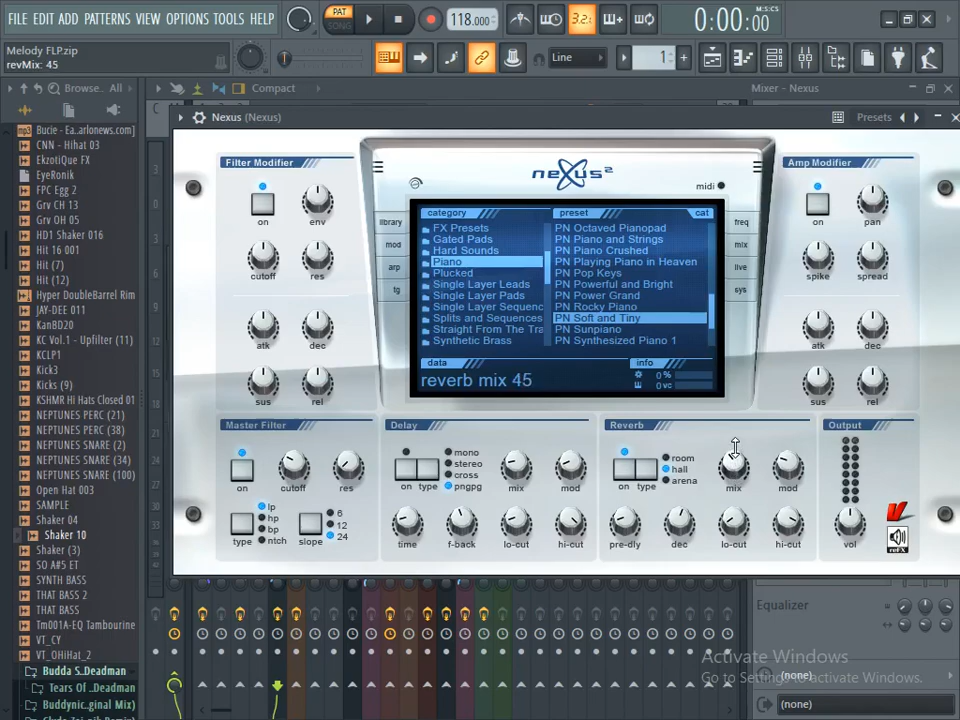 FILE EDIT ADD PATTERNS VIEW OPTIONS TOOLS HELP
PAT
SONG
118.000
3.2
0:00:00
M:S:CS
Melody FLP.zip
revMix: 45
Line
1
Browse..
All
Compact
Mixer - Nexus
Nexus (Nexus)
Presets
Bucie - Ea..arlonews.com]
CNN - Hihat 03
EkzotiQue FX
EyeRonik
FPC Egg 2
Grv CH 13
Grv OH 05
HD1 Shaker 016
Hit 16 001
Hit (7)
Hit (12)
Hyper DoubleBarrel Rim
JAY-DEE 011
KanBD20
KC Vol.1 - Upfilter (11)
KCLP1
Kick3
Kicks (9)
KSHMR Hi Hats Closed 01
NEPTUNES PERC (21)
NEPTUNES PERC (38)
NEPTUNES SNARE (2)
NEPTUNES SNARE (34)
NEPTUNES SNARE (100)
Open Hat 003
SAMPLE
Shaker 04
Shaker 10
Shaker (3)
SO A#5 ET
SYNTH BASS
THAT BASS 2
THAT BASS
Tm001A-EQ Tambourine
VT_CY
VT_OHiHat_2
Budda S..Deadman
Tears Of ..Deadman
Buddynic..ginal Mix)
Filter Modifier
on
env
cutoff
res
atk
dec
sus
rel
nexus2
midi
library
mod
arp
tg
freq
mix
live
sys
category
preset
cat
FX Presets
Gated Pads
Hard Sounds
Piano
Plucked
Single Layer Leads
Single Layer Pads
Single Layer Sequenc
Splits and Sequences
Straight From The Tra
Synthetic Brass
PN Octaved Pianopad
PN Piano and Strings
PN Piano Crushed
PN Playing Piano in Heaven
PN Pop Keys
PN Powerful and Bright
PN Power Grand
PN Rocky Piano
PN Soft and Tiny
PN Sunpiano
PN Synthesized Piano 1
data
info
reverb mix 45
0 %
0 vc
Amp Modifier
on
pan
spike
spread
atk
dec
sus
rel
Master Filter
on
cutoff
res
type
lp
hp
bp
ntch
slope
6
12
24
Delay
on
type
mono
stereo
cross
pngpg
mix
mod
time
f-back
lo-cut
hi-cut
Reverb
on
type
room
hall
arena
mix
mod
pre-dly
dec
lo-cut
hi-cut
Output
vol
reFX
Equalizer
Activate Windows
Go to Settings to activate Windows.
(none)
(none)